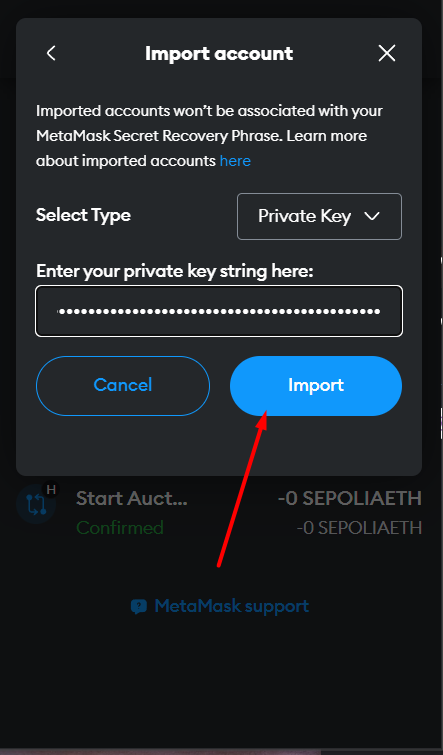 Import account
Imported accounts won't be associated with your
MetaMask Secret Recovery Phrase. Learn more
about imported accounts here
Select Type
Private Key
Enter your private key string here:
Cancel
Import
H
Start Auct...
-0 SEPOLIAETH
Confirmed
-0 SEPOLIAETH
MetaMask support